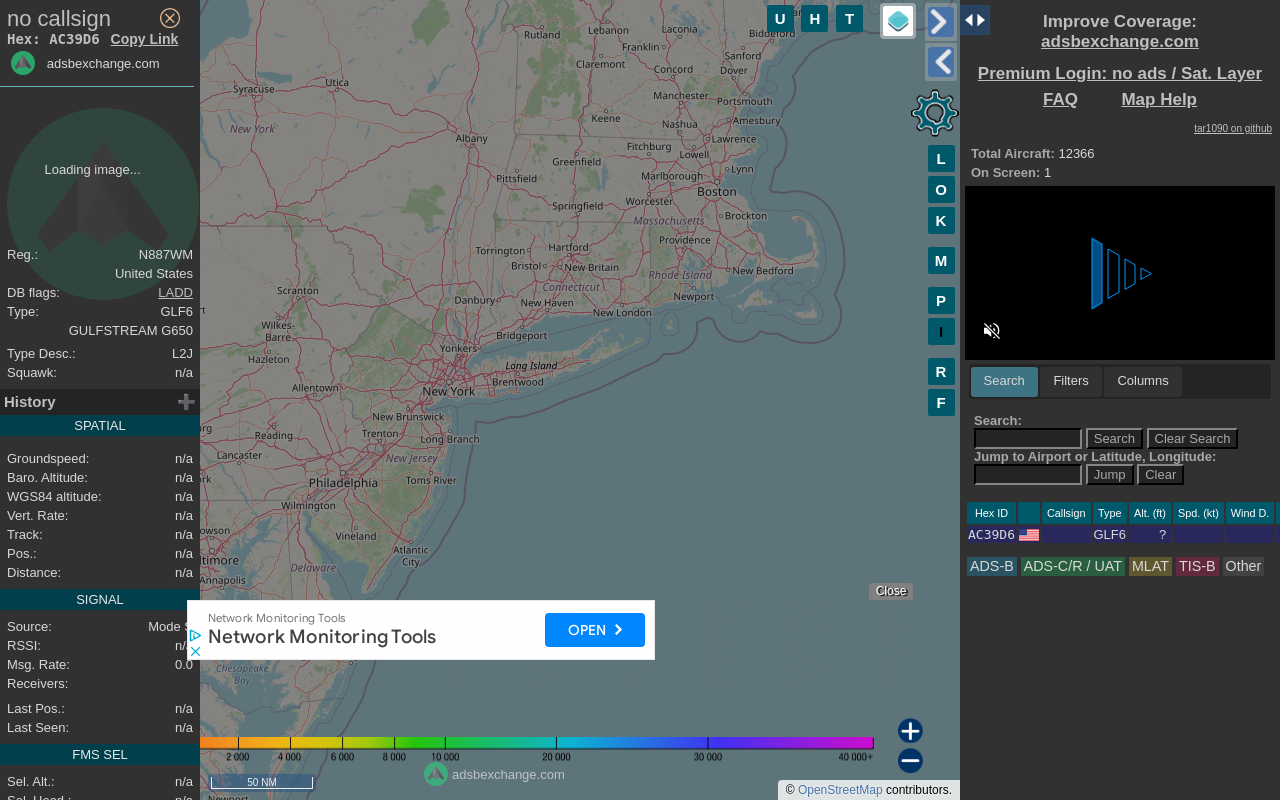 no callsign
Hex: AC39D6 Copy Link
adsbexchange.com
Loading image...
Reg.: N887WM
United States
DB flags: LADD
Type: GLF6
GULFSTREAM G650
Type Desc.: L2J
Squawk: n/a
History
SPATIAL
Groundspeed: n/a
Baro. Altitude: n/a
WGS84 altitude: n/a
Vert. Rate: n/a
Track: n/a
Pos.: n/a
Distance: n/a
SIGNAL
Source: Mode
RSSI:
Msg. Rate: 0.0
Receivers:
Last Pos.: n/a
Last Seen: n/a
FMS SEL
Sel. Alt.: n/a
U H T
Rutland
Lebanon
Laconia
Franklin
Biddeford
Sanford
Claremont
Concord
Dover
Utica
Syracuse
Manchester
Portsmouth
Keene
Nashua
Amesbury
New York
Albany
Fitchburg
Lawrence
Greenfield
Lowell
Marlborough
Lynn
Pittsfield
Springfield
Worcester
Boston
Massachusetts
Brockton
Torrington
Hartford
Providence
Bristol
New Britain
Rhode Island
New Bedford
Connecticut
Scranton
Danbury
New Haven
Newport
New London
Wilkes-
Barre
Bridgeport
Hazleton
Yonkers
Long Island
Allentown
New York
Brentwood
New Brunswick
Reading
Trenton
Long Branch
Lancaster
New Jersey
Philadelphia
Toms River
Wilmington
Vineland
Atlantic
City
Annapolis
Delaware
Chesapeake
Bay
L
O
K
M
P
I
R
F
Close
Network Monitoring Tools
Network Monitoring Tools
OPEN
2 000 4 000 6 000 8 000 10 000 20 000 30 000 40 000+
50 NM
adsbexchange.com
© OpenStreetMap contributors.
Improve Coverage:
adsbexchange.com
Premium Login: no ads / Sat. Layer
FAQ Map Help
tar1090 on github
Total Aircraft: 12366
On Screen: 1
Search Filters Columns
Search:
Search Clear Search
Jump to Airport or Latitude, Longitude:
Jump Clear
Hex ID Callsign Type Alt. (ft) Spd. (kt) Wind D.
AC39D6 GLF6 ?
ADS-B ADS-C/R / UAT MLAT TIS-B Other